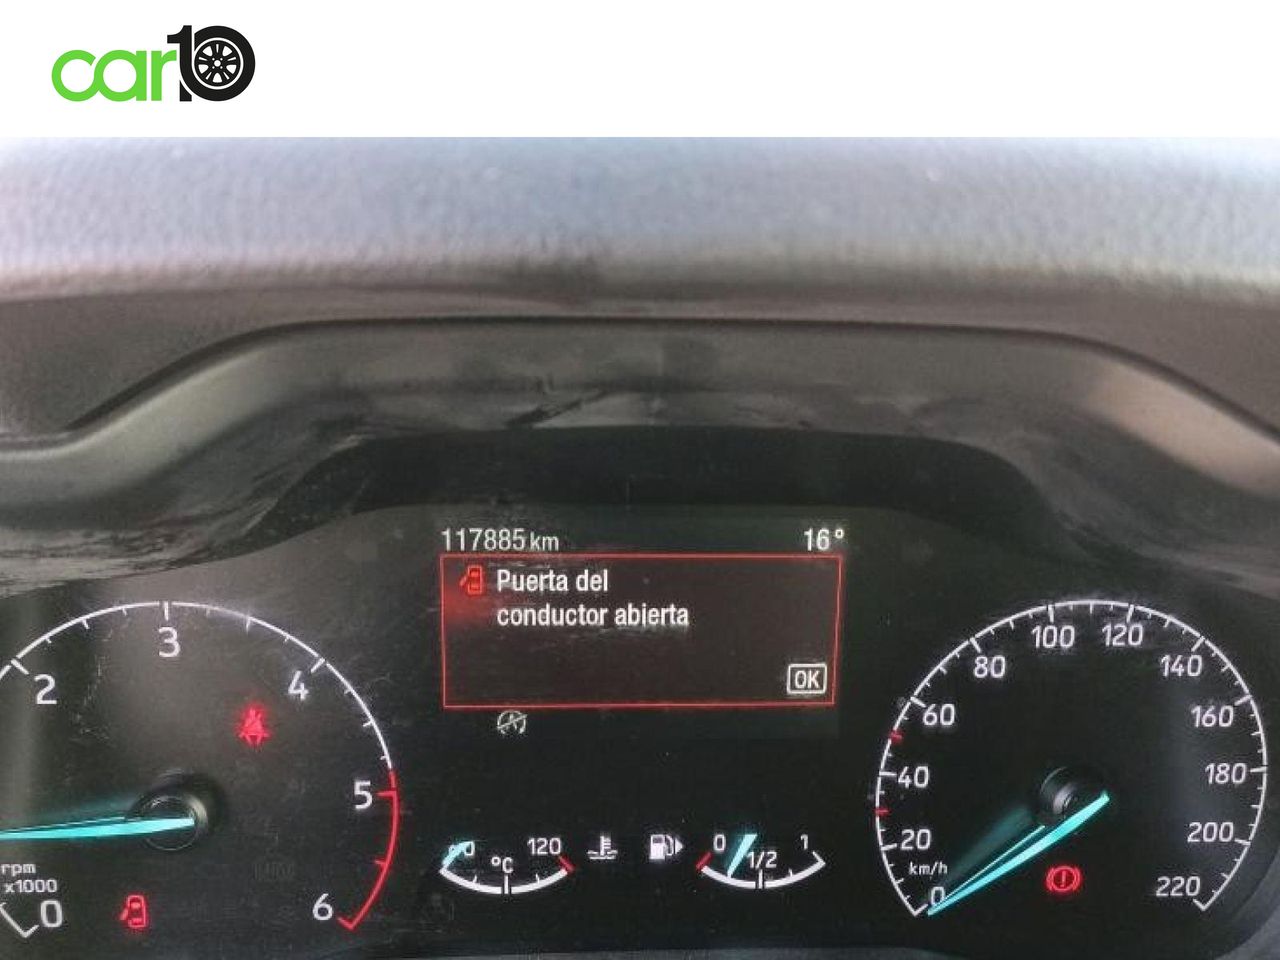 car10
117885 km 16°
Puerta del
conductor abierta
OK
2 3 4 5 6
rpm
x1000
0
120
°C
0 1/2 1
0 20 40 60 80 100 120 140 160 180 200 220
km/h